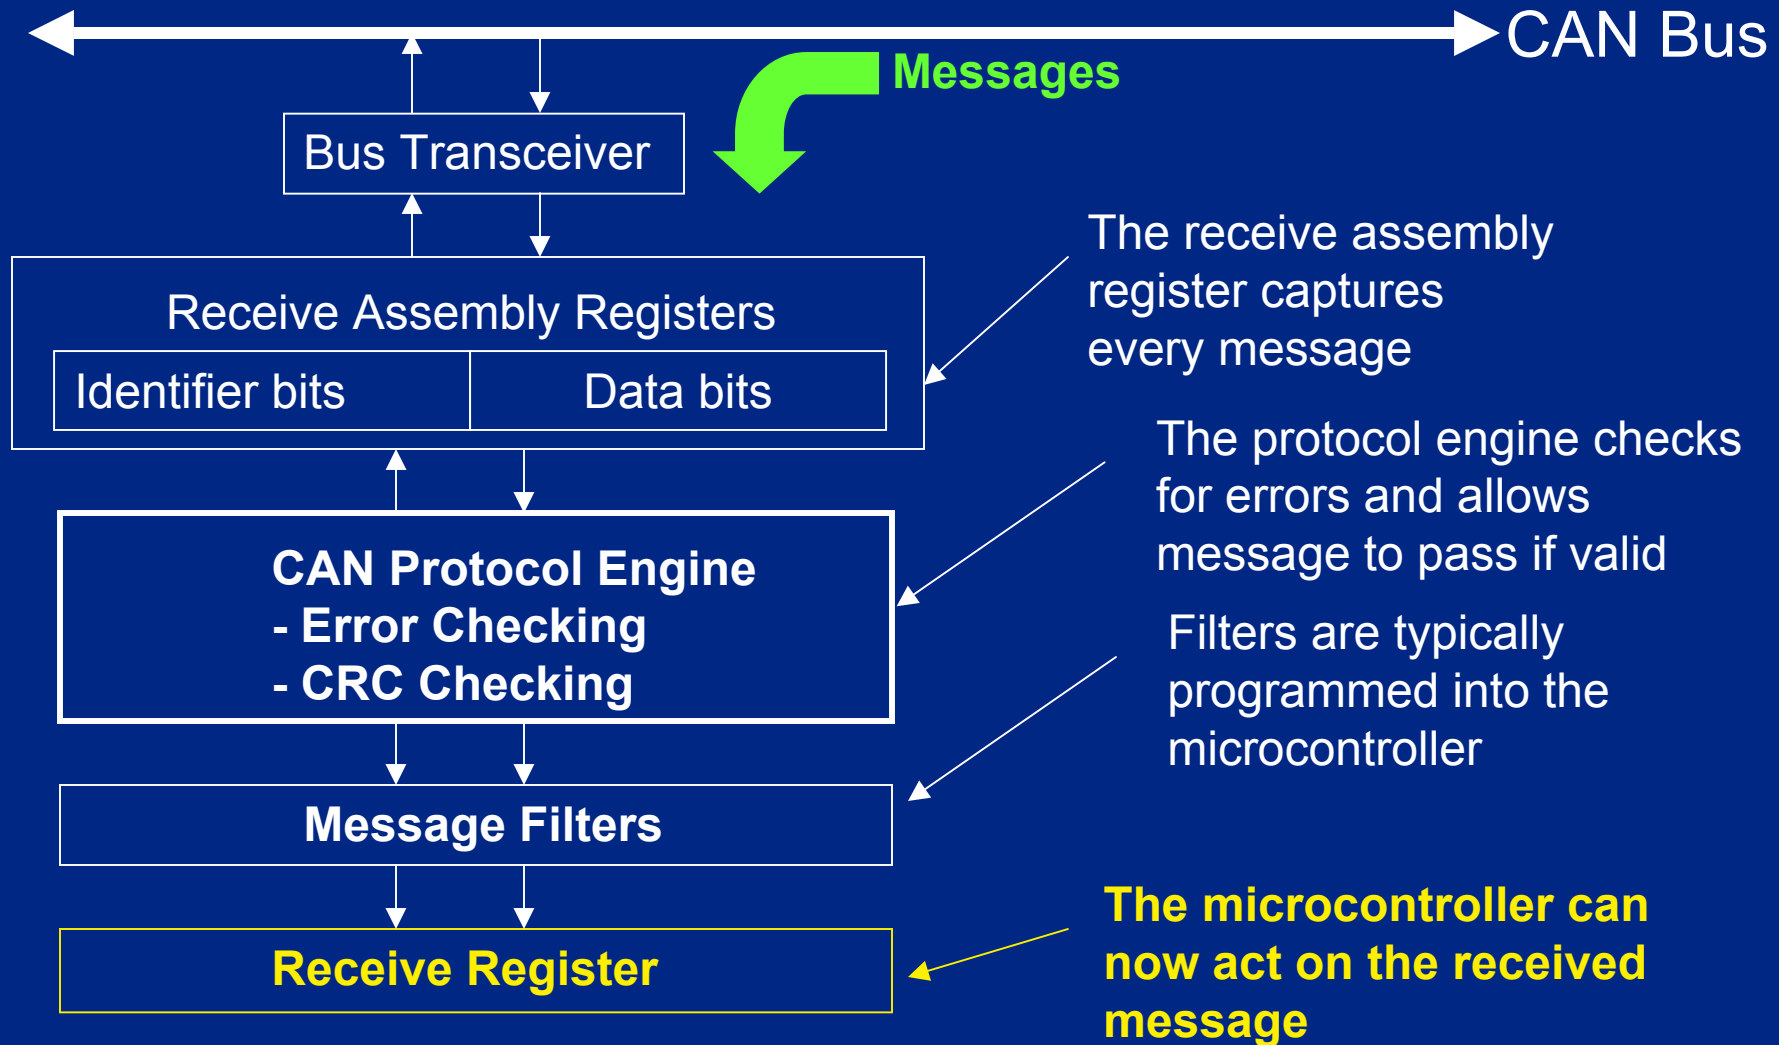 CAN Bus
Messages
Bus Transceiver
The receive assembly
register captures
every message
Receive Assembly Registers
Identifier bits
Data bits
The protocol engine checks
for errors and allows
message to pass if valid
CAN Protocol Engine
- Error Checking
- CRC Checking
Filters are typically
programmed into the
microcontroller
Message Filters
The microcontroller can
now act on the received
message
Receive Register